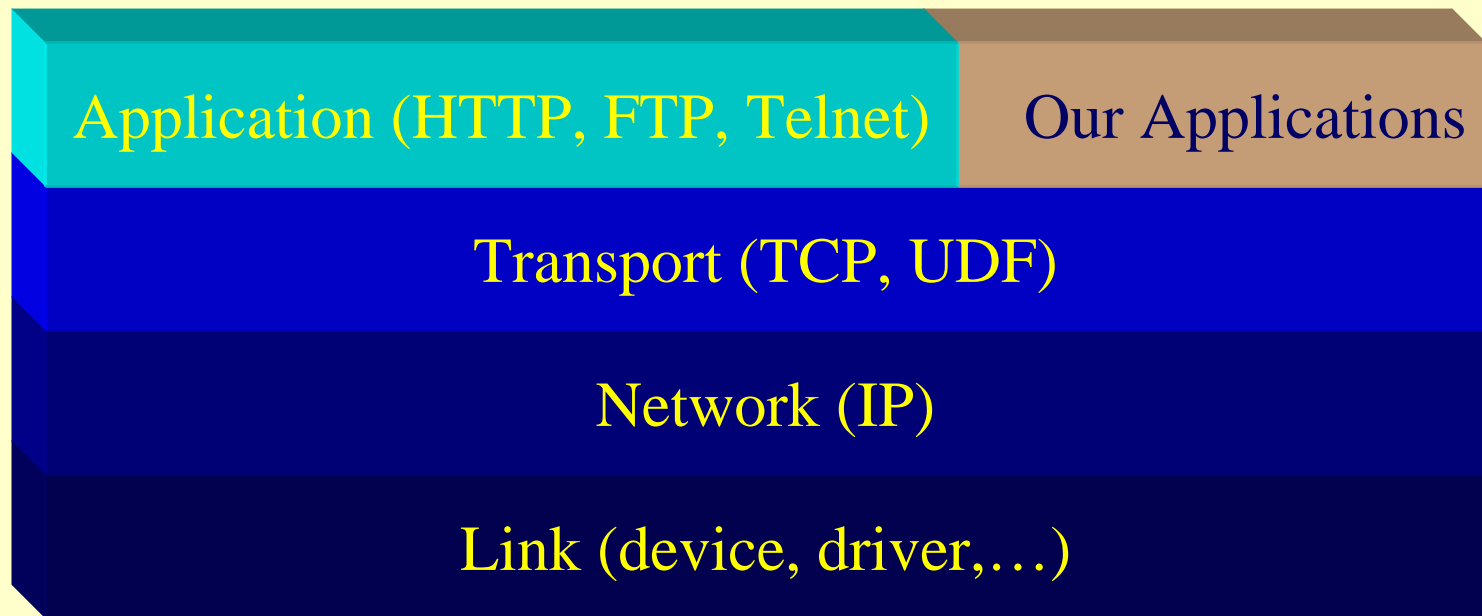 Application (HTTP, FTP, Telnet) Our Applications
Transport (TCP, UDF)
Network (IP)
Link (device, driver,…)